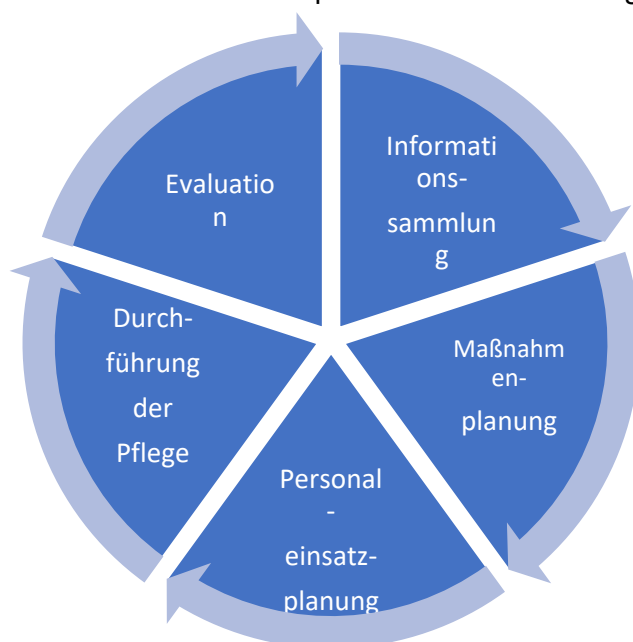 Informati
ons-
sammlun
g
Maßnahm
en-
planung
Personal
-
einsatz-
planung
Durch-
führung
der
Pflege
Evaluatio
n